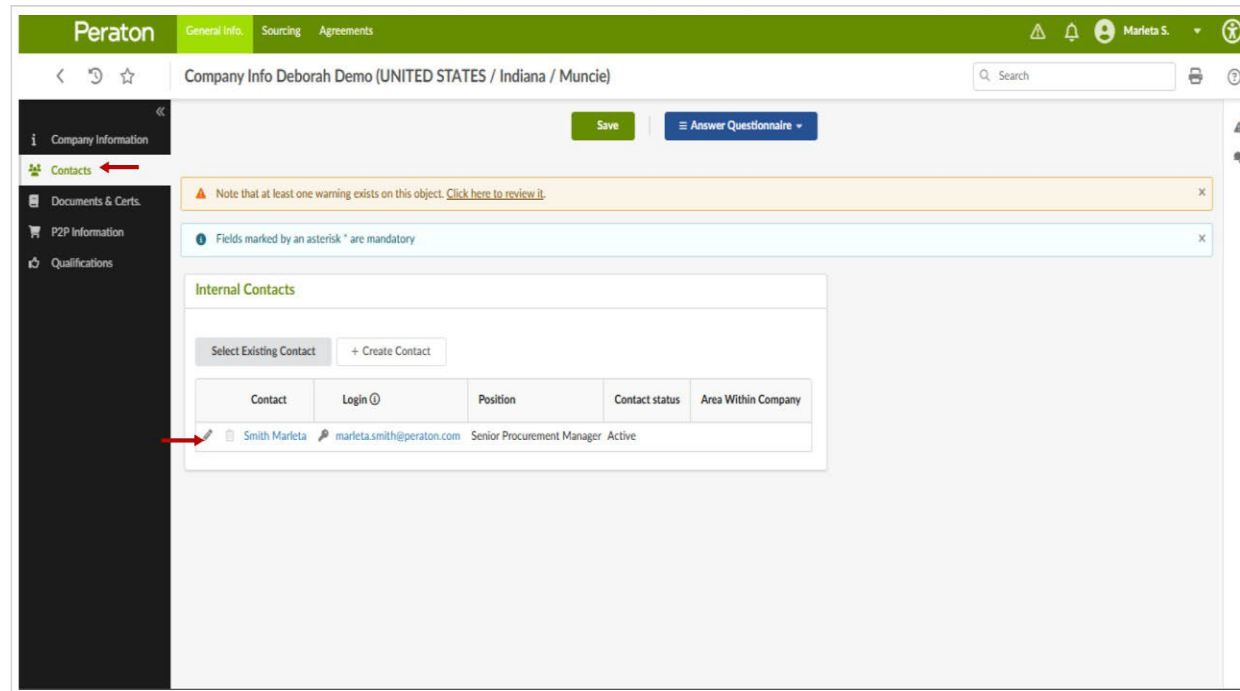 Peraton
General Info. Sourcing Agreements
Marleta S.
Company Info Deborah Demo (UNITED STATES / Indiana / Muncie)
Search
Company Information
Contacts
Documents & Certs.
P2P Information
Qualifications
Save
Answer Questionnaire
Note that at least one warning exists on this object. Click here to review it.
Fields marked by an asterisk * are mandatory
Internal Contacts
Select Existing Contact + Create Contact
Contact Login Position Contact status Area Within Company
Smith Marleta marleta.smith@peraton.com Senior Procurement Manager Active